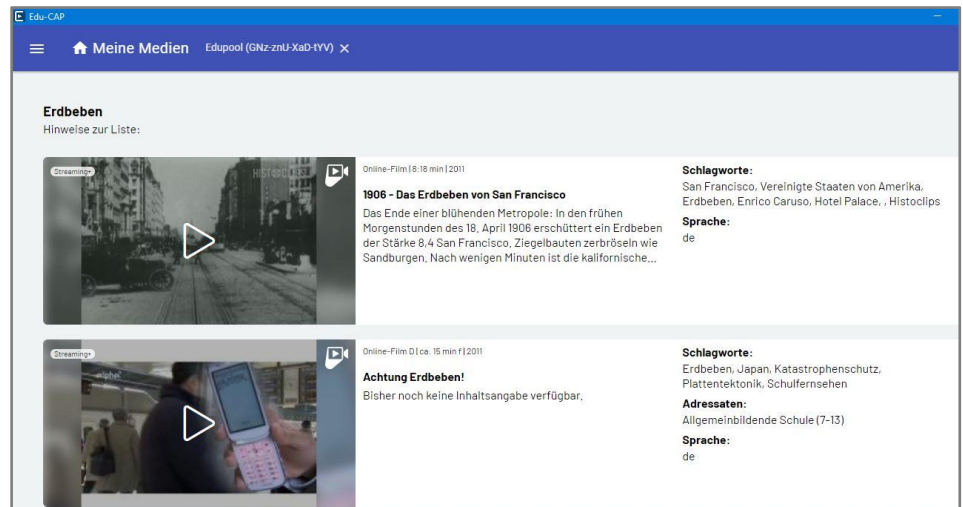 Edu-CAP
Meine Medien Edupool (GNz-znU-XaD-tYV)
Erdbeben
Hinweise zur Liste:
Streaming+
HISTOCLIPS
Online-Film | 8:18 min | 2011
1906 - Das Erdbeben von San Francisco
Das Ende einer blühenden Metropole: In den frühen
Morgenstunden des 18. April 1906 erschüttert ein Erdbeben
der Stärke 8,4 San Francisco. Ziegelbauten zerbröseln wie
Sandburgen. Nach wenigen Minuten ist die kalifornische...
Schlagworte:
San Francisco, Vereinigte Staaten von Amerika,
Erdbeben, Enrico Caruso, Hotel Palace, , Histoclips
Sprache:
de
Streaming+
Online-Film D | ca. 15 min f | 2011
Achtung Erdbeben!
Bisher noch keine Inhaltsangabe verfügbar.
Schlagworte:
Erdbeben, Japan, Katastrophenschutz,
Plattentektonik, Schulfernsehen
Adressaten:
Allgemeinbildende Schule (7-13)
Sprache:
de